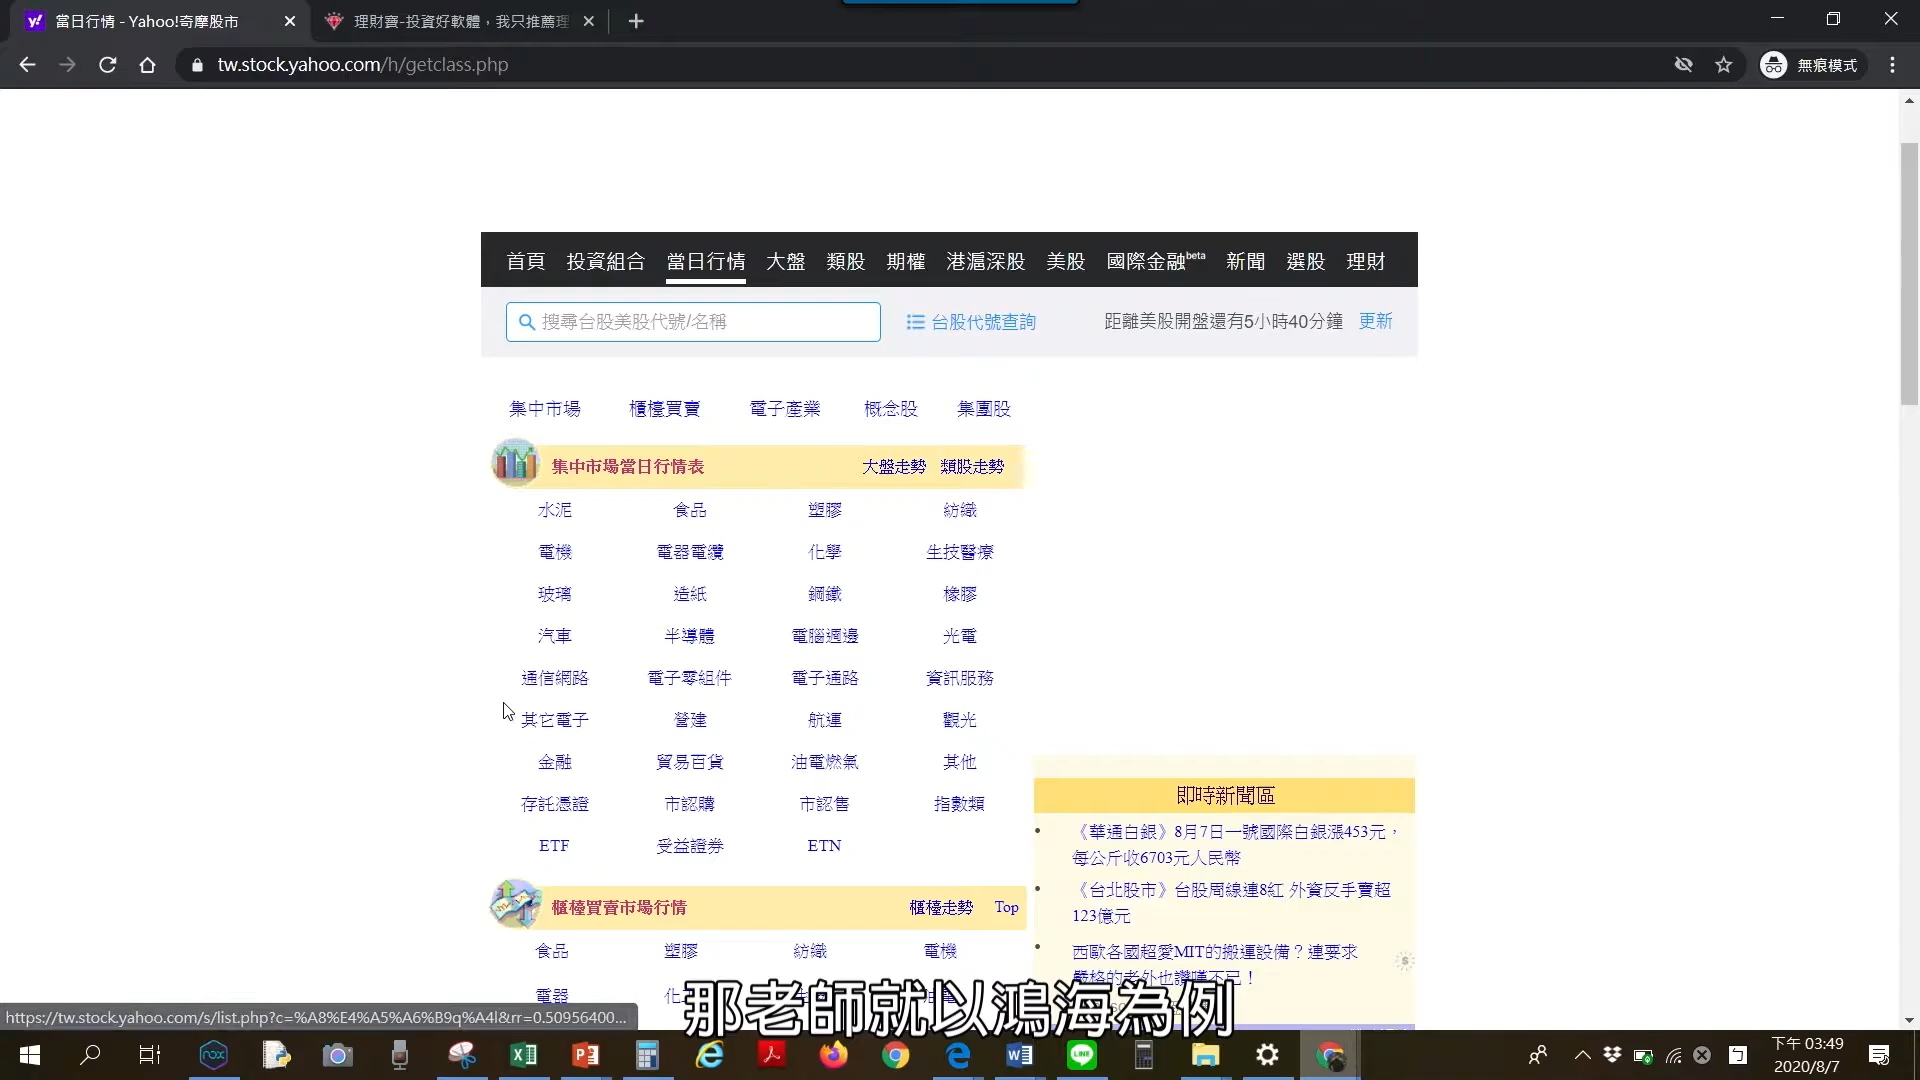 當日行情 - Yahoo!奇摩股市
理財寶-投資好軟體，我只推薦理
tw.stock.yahoo.com/h/getclass.php
無痕模式
首頁 投資組合 當日行情 大盤 類股 期權 港滬深股 美股 國際金融beta 新聞 選股 理財
搜尋台股美股代號/名稱
台股代號查詢
距離美股開盤還有5小時40分鐘 更新
集中市場 櫃檯買賣 電子產業 概念股 集團股
集中市場當日行情表 大盤走勢 類股走勢
水泥 食品 塑膠 紡織
電機 電器電纜 化學 生技醫療
玻璃 造紙 鋼鐵 橡膠
汽車 半導體 電腦週邊 光電
通信網路 電子零組件 電子通路 資訊服務
其它電子 營建 航運 觀光
金融 貿易百貨 油電燃氣 其他
存託憑證 市認購 市認售 指數類
ETF 受益證券 ETN
櫃檯買賣市場行情 櫃檯走勢 Top
食品 塑膠 紡織 電機
電器
即時新聞區
《華通白銀》8月7日一號國際白銀漲453元，
每公斤收6703元人民幣
《台北股市》台股周線連8紅 外資反手賣超
123億元
西歐各國超愛MIT的搬運設備？連要求
嚴格的老外也讚嘆不已！
那老師就以鴻海為例
https://tw.stock.yahoo.com/s/list.php?c=%A8%E4%A5%A6%B9q%A4l&rr=0.50956400...
下午 03:49
2020/8/7